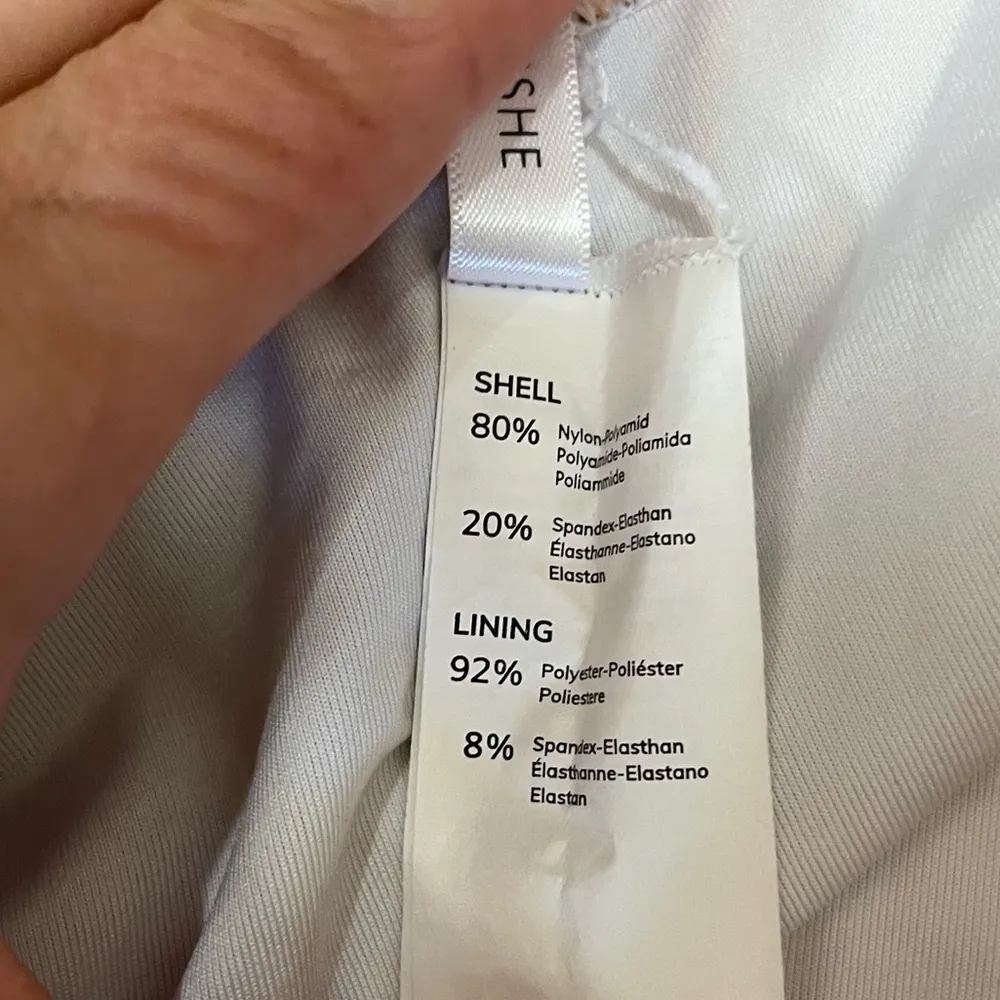 SHE
SHELL
80% Nylon-Polyamid
Polyamide-Poliamida
Poliammide
20% Spandex-Elasthan
Élasthanne-Elastano
Elastan
LINING
92% Polyester-Poliéster
Poliestere
8% Spandex-Elasthan
Élasthanne-Elastano
Elastan